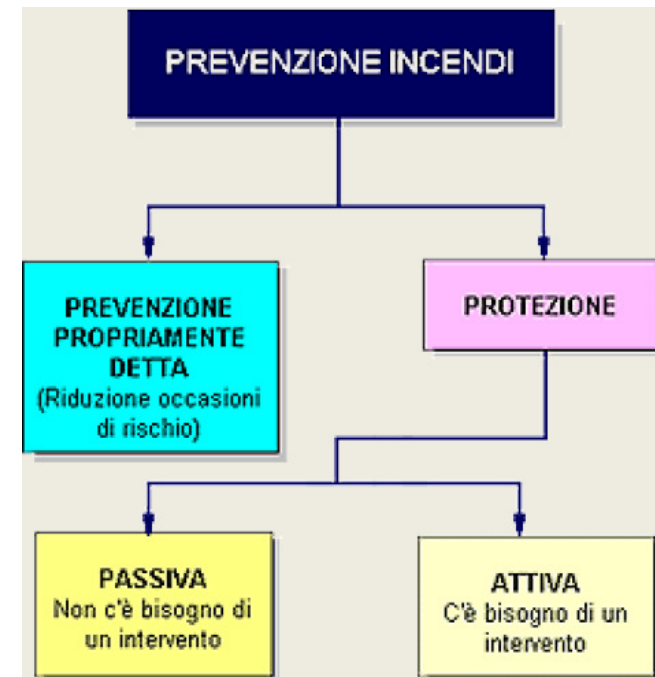 PREVENZIONE INCENDI
PREVENZIONE
PROPRIAMENTE
DETTA
(Riduzione occasioni
di rischio)
PROTEZIONE
PASSIVA
Non c'è bisogno di
un intervento
ATTIVA
C'è bisogno di un
intervento